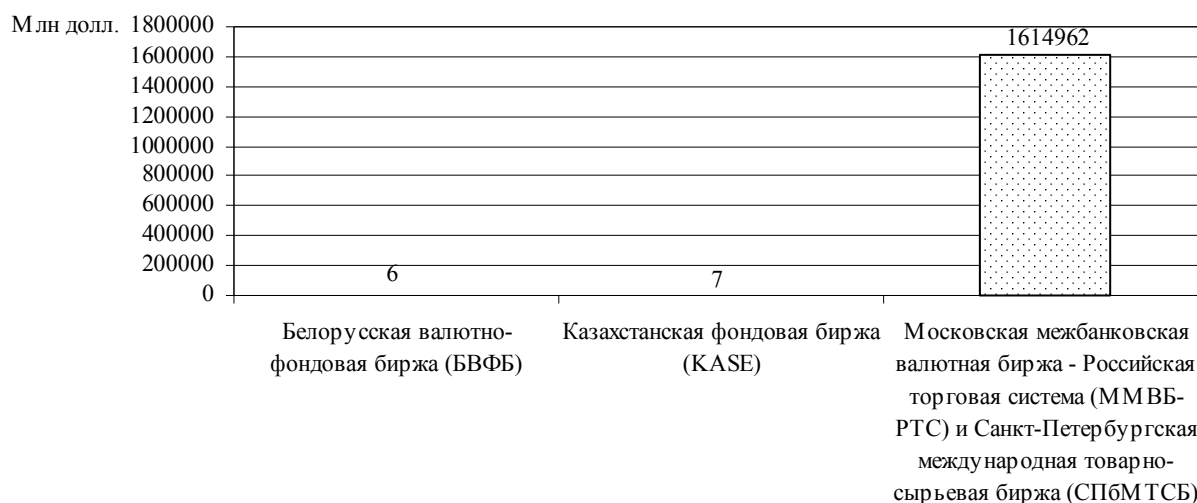 Млн долл.
1800000
1600000
1400000
1200000
1000000
800000
600000
400000
200000
0
6
7
1614962
Белорусская валютно-
фондовая биржа (БВФБ)
Казахстанская фондовая биржа
(KASE)
Московская межбанковская
валютная биржа - Российская
торговая система (ММВБ-
РТС) и Санкт-Петербургская
международная товарно-
сырьевая биржа (СПбМТСБ)